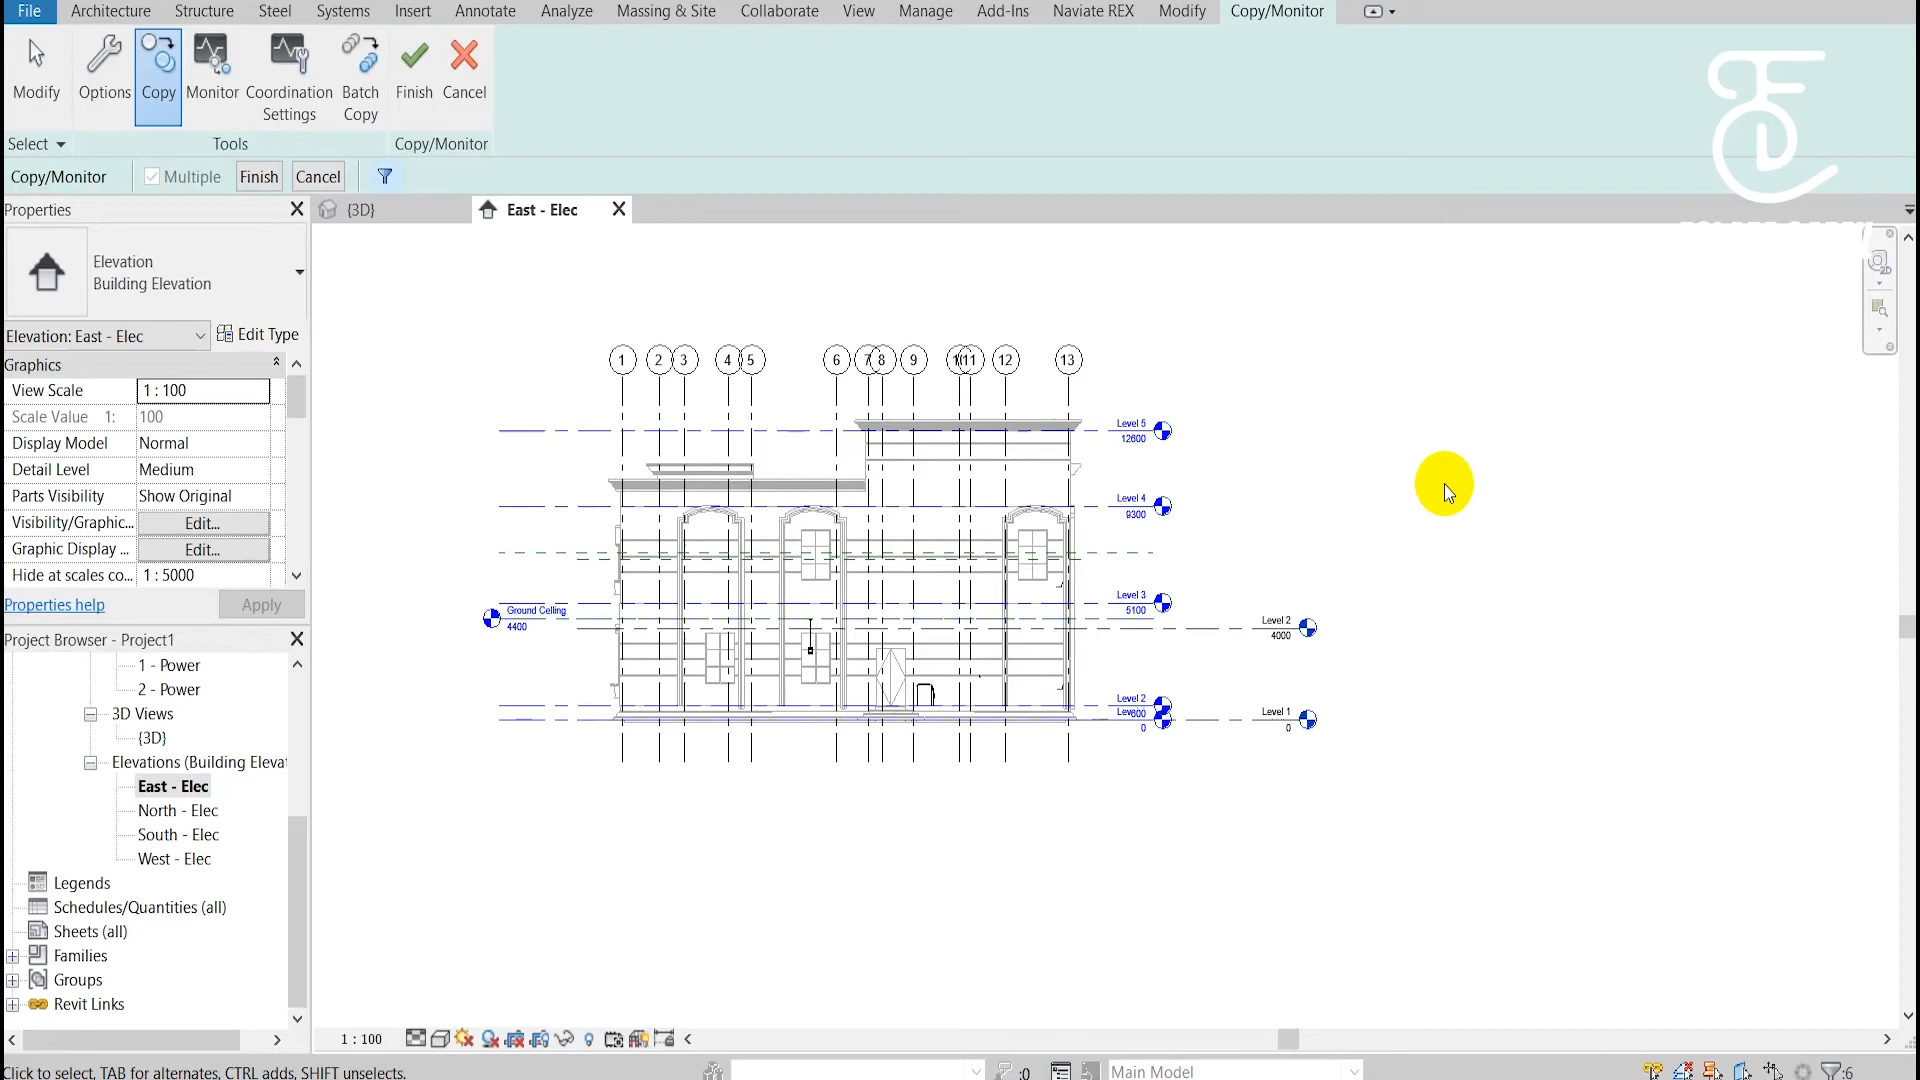 File Architecture Structure Steel Systems Insert Annotate Analyze Massing & Site Collaborate View Manage Add-Ins Naviate REX Modify Copy/Monitor
Modify Options Copy Monitor Coordination Settings Batch Copy Finish Cancel
Select Tools Copy/Monitor
Copy/Monitor Multiple Finish Cancel
Properties {3D} East - Elec
Elevation
Building Elevation
Elevation: East - Elec Edit Type
Graphics
View Scale 1 : 100
Scale Value 1: 100
Display Model Normal
Detail Level Medium
Parts Visibility Show Original
Visibility/Graphic... Edit...
Graphic Display ... Edit...
Hide at scales co... 1 : 5000
Properties help Apply
Project Browser - Project1
1 - Power
2 - Power
3D Views
{3D}
Elevations (Building Eleva
East - Elec
North - Elec
South - Elec
West - Elec
Legends
Schedules/Quantities (all)
Sheets (all)
Families
Groups
Revit Links
1 2 3 4 5 6 7 8 9 11 12 13
Level 5
12600
Level 4
9300
Level 3
5100
Ground Celling
4400
Level 2
4000
Level 2
600
0
Level 1
0
2D
1 : 100
Click to select, TAB for alternates, CTRL adds, SHIFT unselects.
:0 Main Model :6